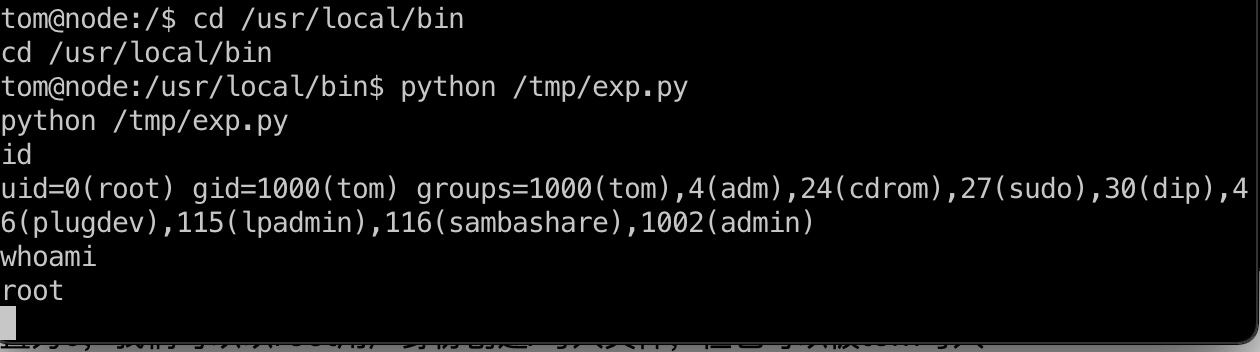 tom@node:/$ cd /usr/local/bin
cd /usr/local/bin
tom@node:/usr/local/bin$ python /tmp/exp.py
python /tmp/exp.py
id
uid=0(root) gid=1000(tom) groups=1000(tom),4(adm),24(cdrom),27(sudo),30(dip),4
6(plugdev),115(lpadmin),116(sambashare),1002(admin)
whoami
root